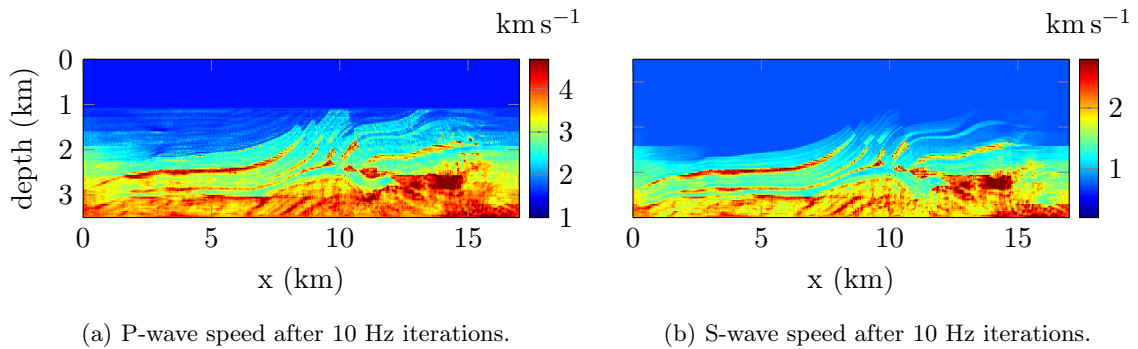 km s−1
km s−1
0
1
2
3
depth (km)
4
3
2
1
2
1
0
5
10
15
0
5
10
15
x (km)
x (km)
(a) P-wave speed after 10 Hz iterations.
(b) S-wave speed after 10 Hz iterations.